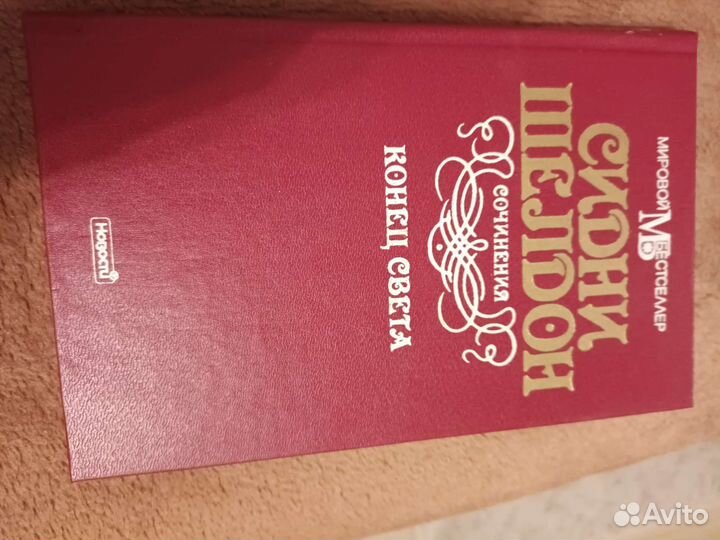 МИРОВОЙ
БЕСТСЕЛЛЕР
СИДНИ
ШЕЛДОН
СОЧИНЕНИЯ
КОНЕЦ СВЕТА
Новости
Avito